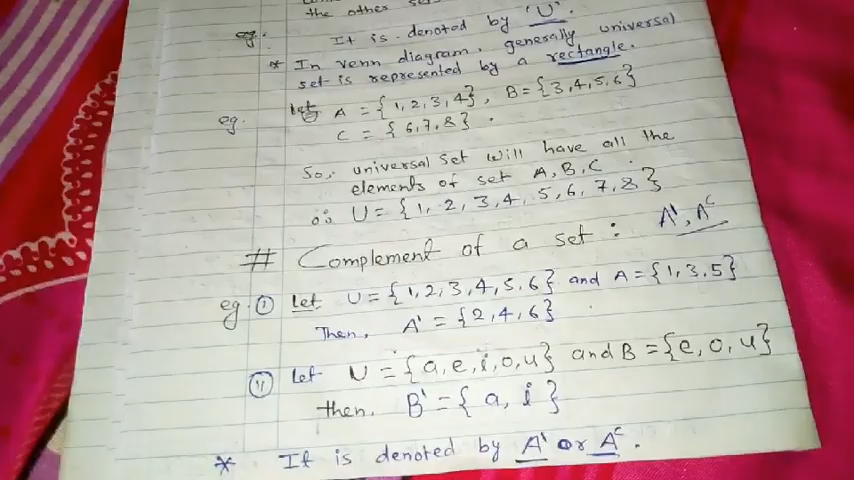 the other set
eg. It is denoted by 'U'.
* In venn diagram, generally universal
set is represented by a rectangle.
eg. let A = {1,2,3,4}, B = {3,4,5,6}
C = {6,7,8}.
So, universal set will have all the
elements of set A, B, C.
∴ U = {1,2,3,4,5,6,7,8}
# Complement of a set : A', Aᶜ
eg. ① Let U = {1,2,3,4,5,6} and A = {1,3,5}
Then, A' = {2,4,6}
⑪ Let U = {a,e,i,o,u} and B = {e,o,u}
then, B' = {a, i}
* It is denoted by A' or Aᶜ.